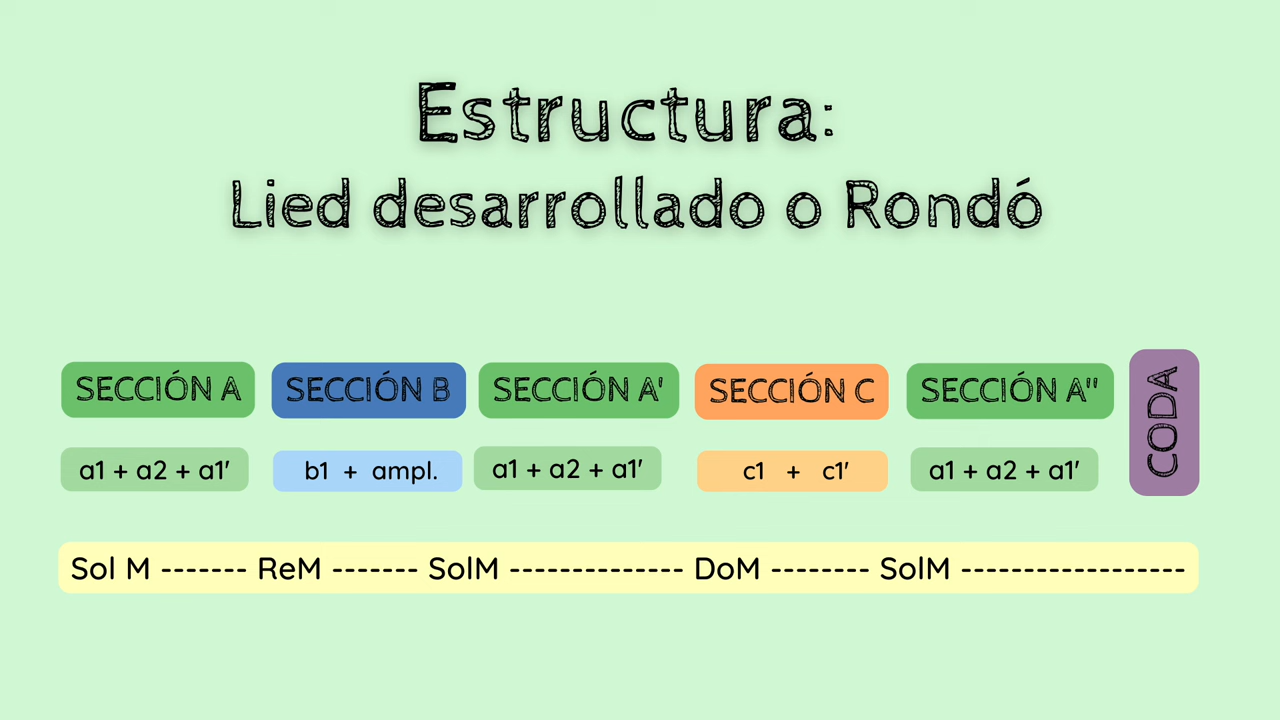 Estructura:
Lied desarrollado o Rondó
SECCIÓN A SECCIÓN B SECCIÓN A' SECCIÓN C SECCIÓN A'' CODA
a1 + a2 + a1' b1 + ampl. a1 + a2 + a1' c1 + c1' a1 + a2 + a1'
Sol M ------- ReM ------- SolM -------------- DoM -------- SolM ------------------